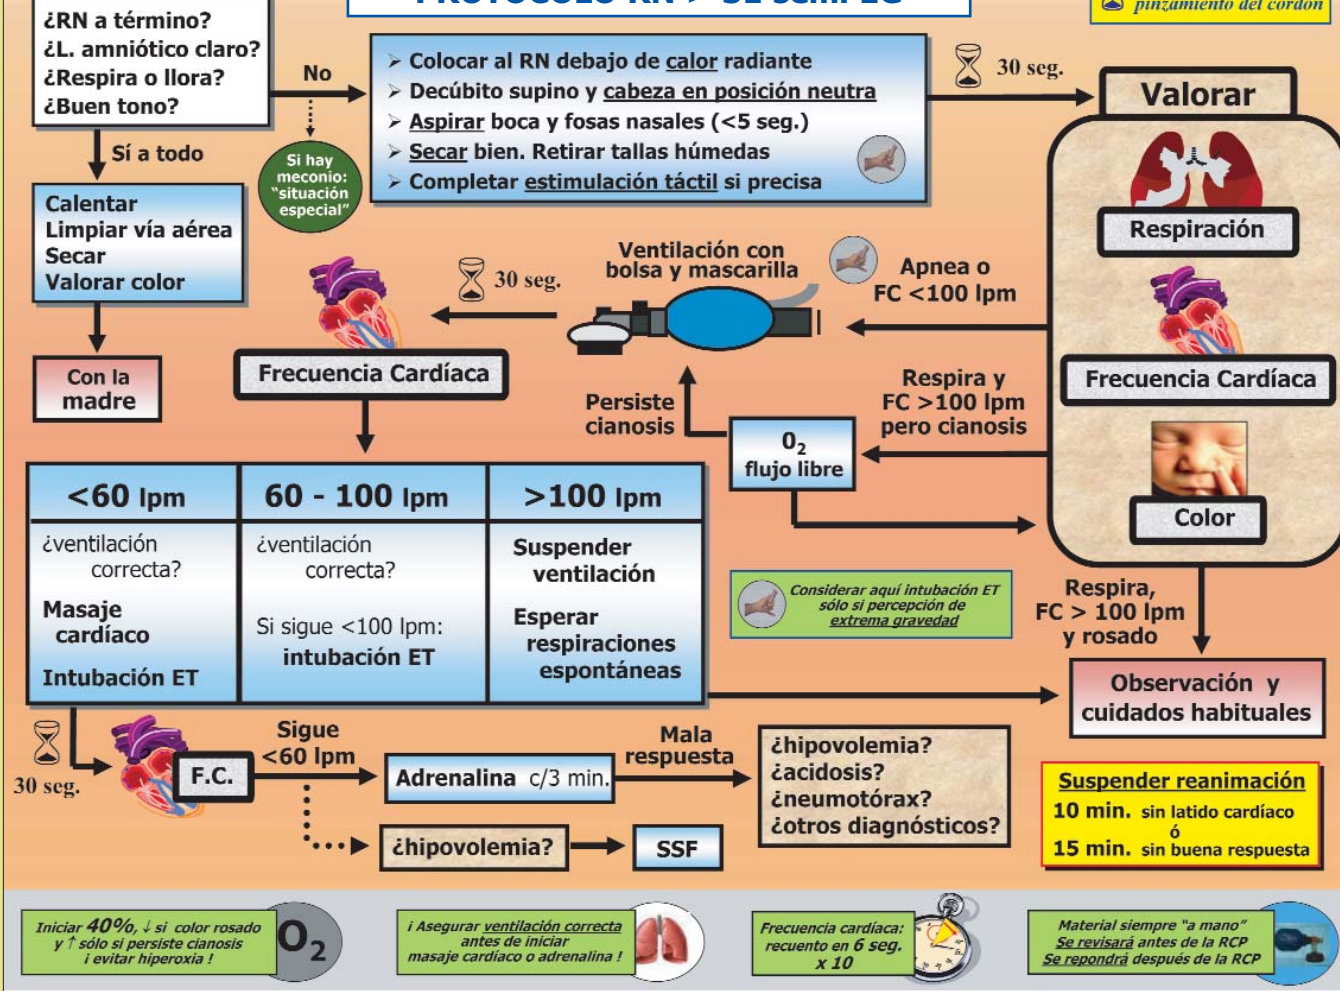 PROTOCOLO RN > 32 sem. EG
pinzamiento del cordón
¿RN a término?
¿L. amniótico claro?
¿Respira o llora?
¿Buen tono?
No
Sí a todo
Si hay
meconio:
"situación
especial"
➢ Colocar al RN debajo de calor radiante
➢ Decúbito supino y cabeza en posición neutra
➢ Aspirar boca y fosas nasales (<5 seg.)
➢ Secar bien. Retirar tallas húmedas
➢ Completar estimulación táctil si precisa
30 seg.
Valorar
Respiración
Frecuencia Cardíaca
Color
Calentar
Limpiar vía aérea
Secar
Valorar color
Con la
madre
Apnea o
FC <100 lpm
Ventilación con
bolsa y mascarilla
30 seg.
Frecuencia Cardíaca
Respira y
FC >100 lpm
pero cianosis
0₂
flujo libre
Persiste
cianosis
<60 lpm
¿ventilación
correcta?
Masaje
cardíaco
Intubación ET
60 - 100 lpm
¿ventilación
correcta?
Si sigue <100 lpm:
intubación ET
>100 lpm
Suspender
ventilación
Esperar
respiraciones
espontáneas
Considerar aquí intubación ET
sólo si percepción de
extrema gravedad
Respira,
FC > 100 lpm
y rosado
Observación y
cuidados habituales
30 seg.
F.C.
Sigue
<60 lpm
Adrenalina c/3 min.
Mala
respuesta
¿hipovolemia?
¿acidosis?
¿neumotórax?
¿otros diagnósticos?
¿hipovolemia?
SSF
Suspender reanimación
10 min. sin latido cardíaco
ó
15 min. sin buena respuesta
Iniciar 40%, ↓ si color rosado
y ↑ sólo si persiste cianosis
¡ evitar hiperoxia !
O₂
¡ Asegurar ventilación correcta
antes de iniciar
masaje cardíaco o adrenalina !
Frecuencia cardíaca:
recuento en 6 seg.
x 10
Material siempre "a mano"
Se revisará antes de la RCP
Se repondrá después de la RCP